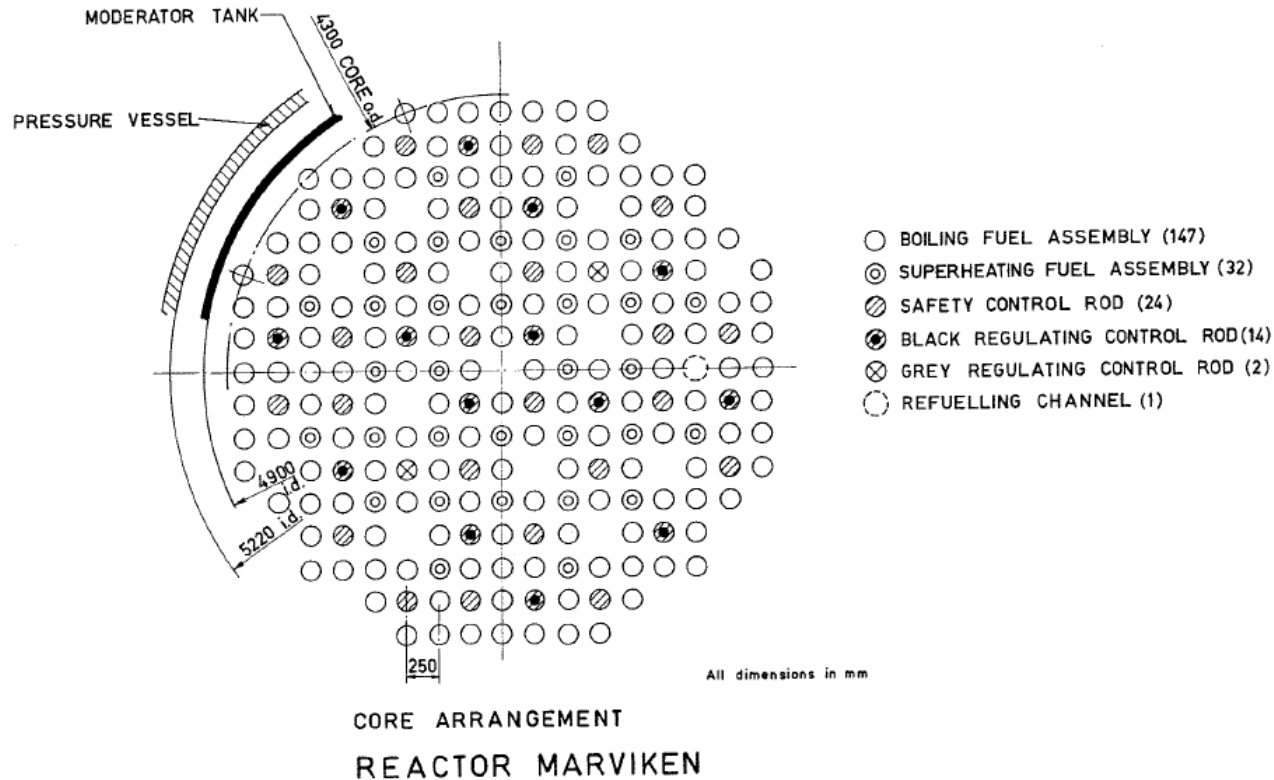 MODERATOR TANK
4300 CORE o.d.
PRESSURE VESSEL
BOILING FUEL ASSEMBLY (147)
SUPERHEATING FUEL ASSEMBLY (32)
SAFETY CONTROL ROD (24)
BLACK REGULATING CONTROL ROD(14)
GREY REGULATING CONTROL ROD (2)
REFUELLING CHANNEL (1)
4900 i.d.
5220 i.d.
250
All dimensions in mm
CORE ARRANGEMENT
REACTOR MARVIKEN